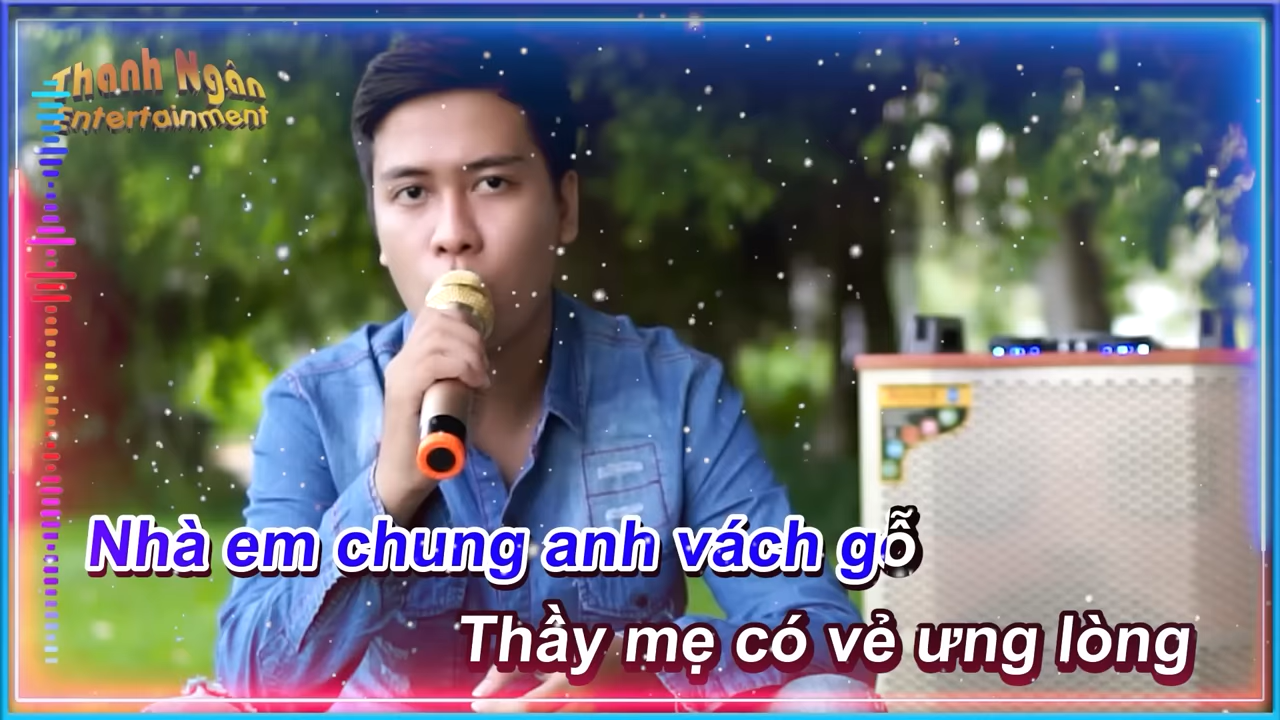 Thanh Ngân
Entertainment
Nhà em chung anh vách gỗ
Thầy mẹ có vẻ ưng lòng